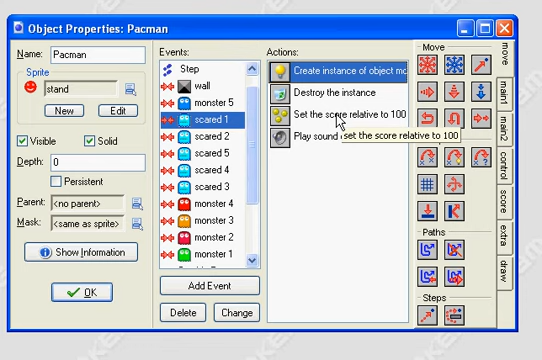 Object Properties: Pacman
Name:
Pacman
Sprite
stand
New
Edit
Visible
Solid
Depth:
0
Persistent
Parent:
<no parent>
Mask:
<same as sprite>
Show Information
OK
Events:
Step
wall
monster 5
scared 1
scared 2
scared 5
scared 4
scared 3
monster 4
monster 3
monster 2
monster 1
Add Event
Delete
Change
Actions:
Create instance of object mo
Destroy the instance
Set the score relative to 100
Play sound
set the score relative to 100
Move
Paths
Steps
move
main1
main2
control
score
extra
draw